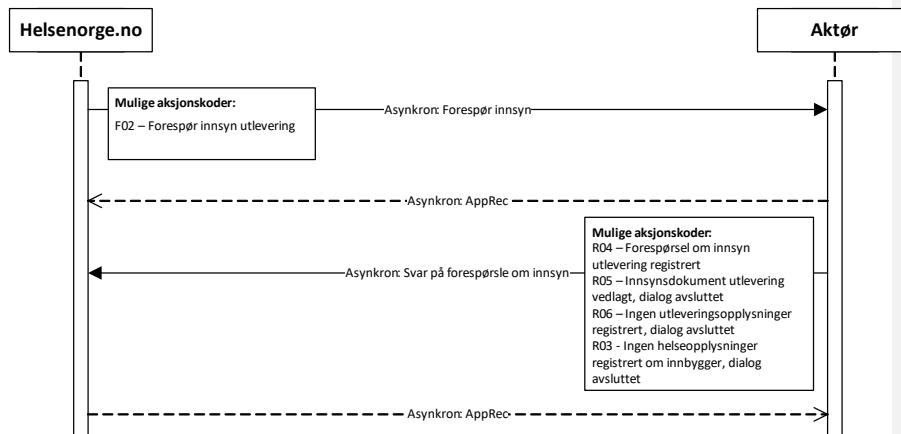 Helsenorge.no
Aktør
Mulige aksjonskoder:
F02 – Forespør innsyn utlevering
Asynkron: Forespør innsyn
Asynkron: AppRec
Mulige aksjonskoder:
R04 – Forespørsel om innsyn
utlevering registrert
R05 – Innsynsdokument utlevering
vedlagt, dialog avsluttet
R06 – Ingen utleveringsopplysninger
registrert, dialog avsluttet
R03 - Ingen helseopplysninger
registrert om innbygger, dialog
avsluttet
Asynkron: Svar på forespørsle om innsyn
Asynkron: AppRec